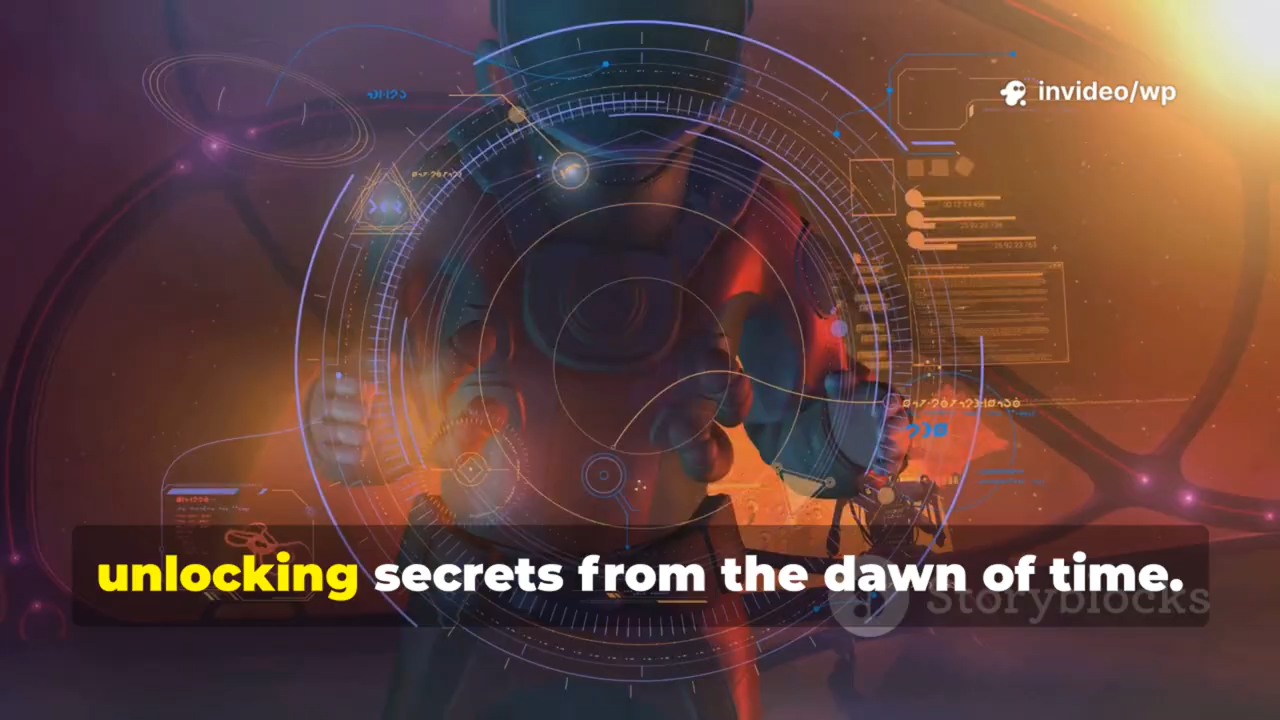 invideo/wp
unlocking secrets from the dawn of time.
Storyblocks